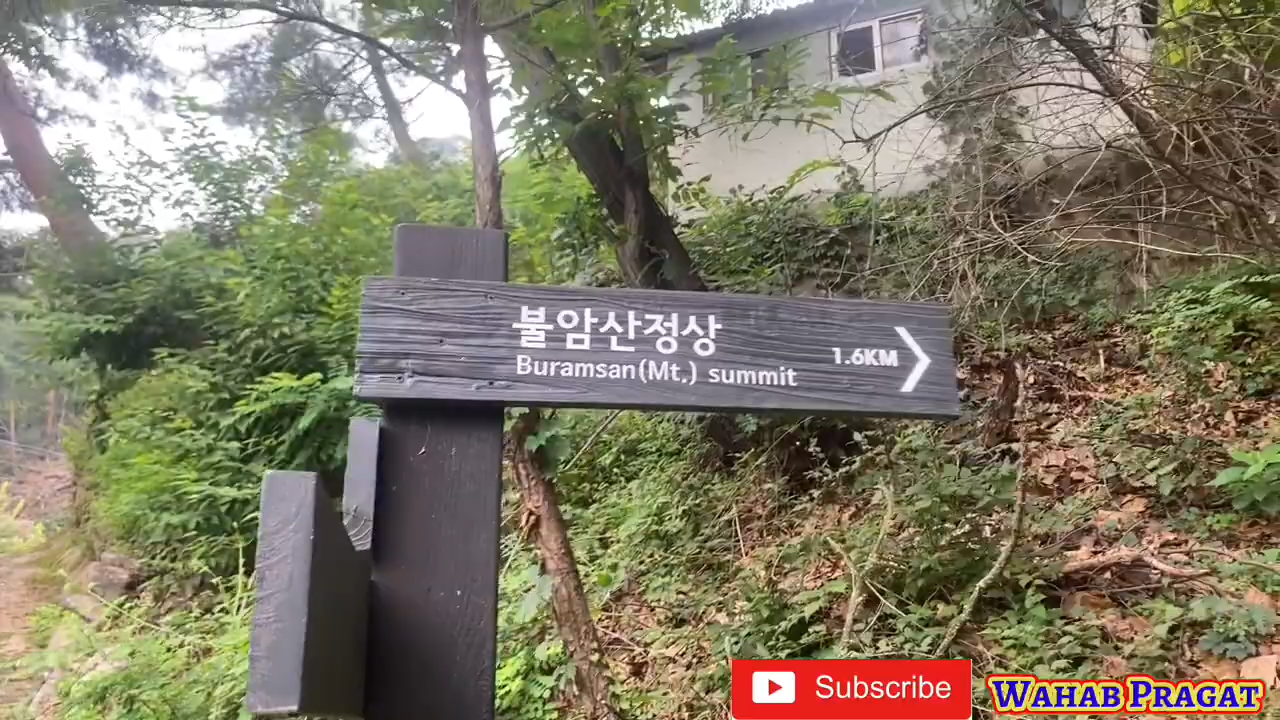 불암산정상
Buramsan(Mt.) summit
1.6KM
Subscribe
WAHAB PRAGAT